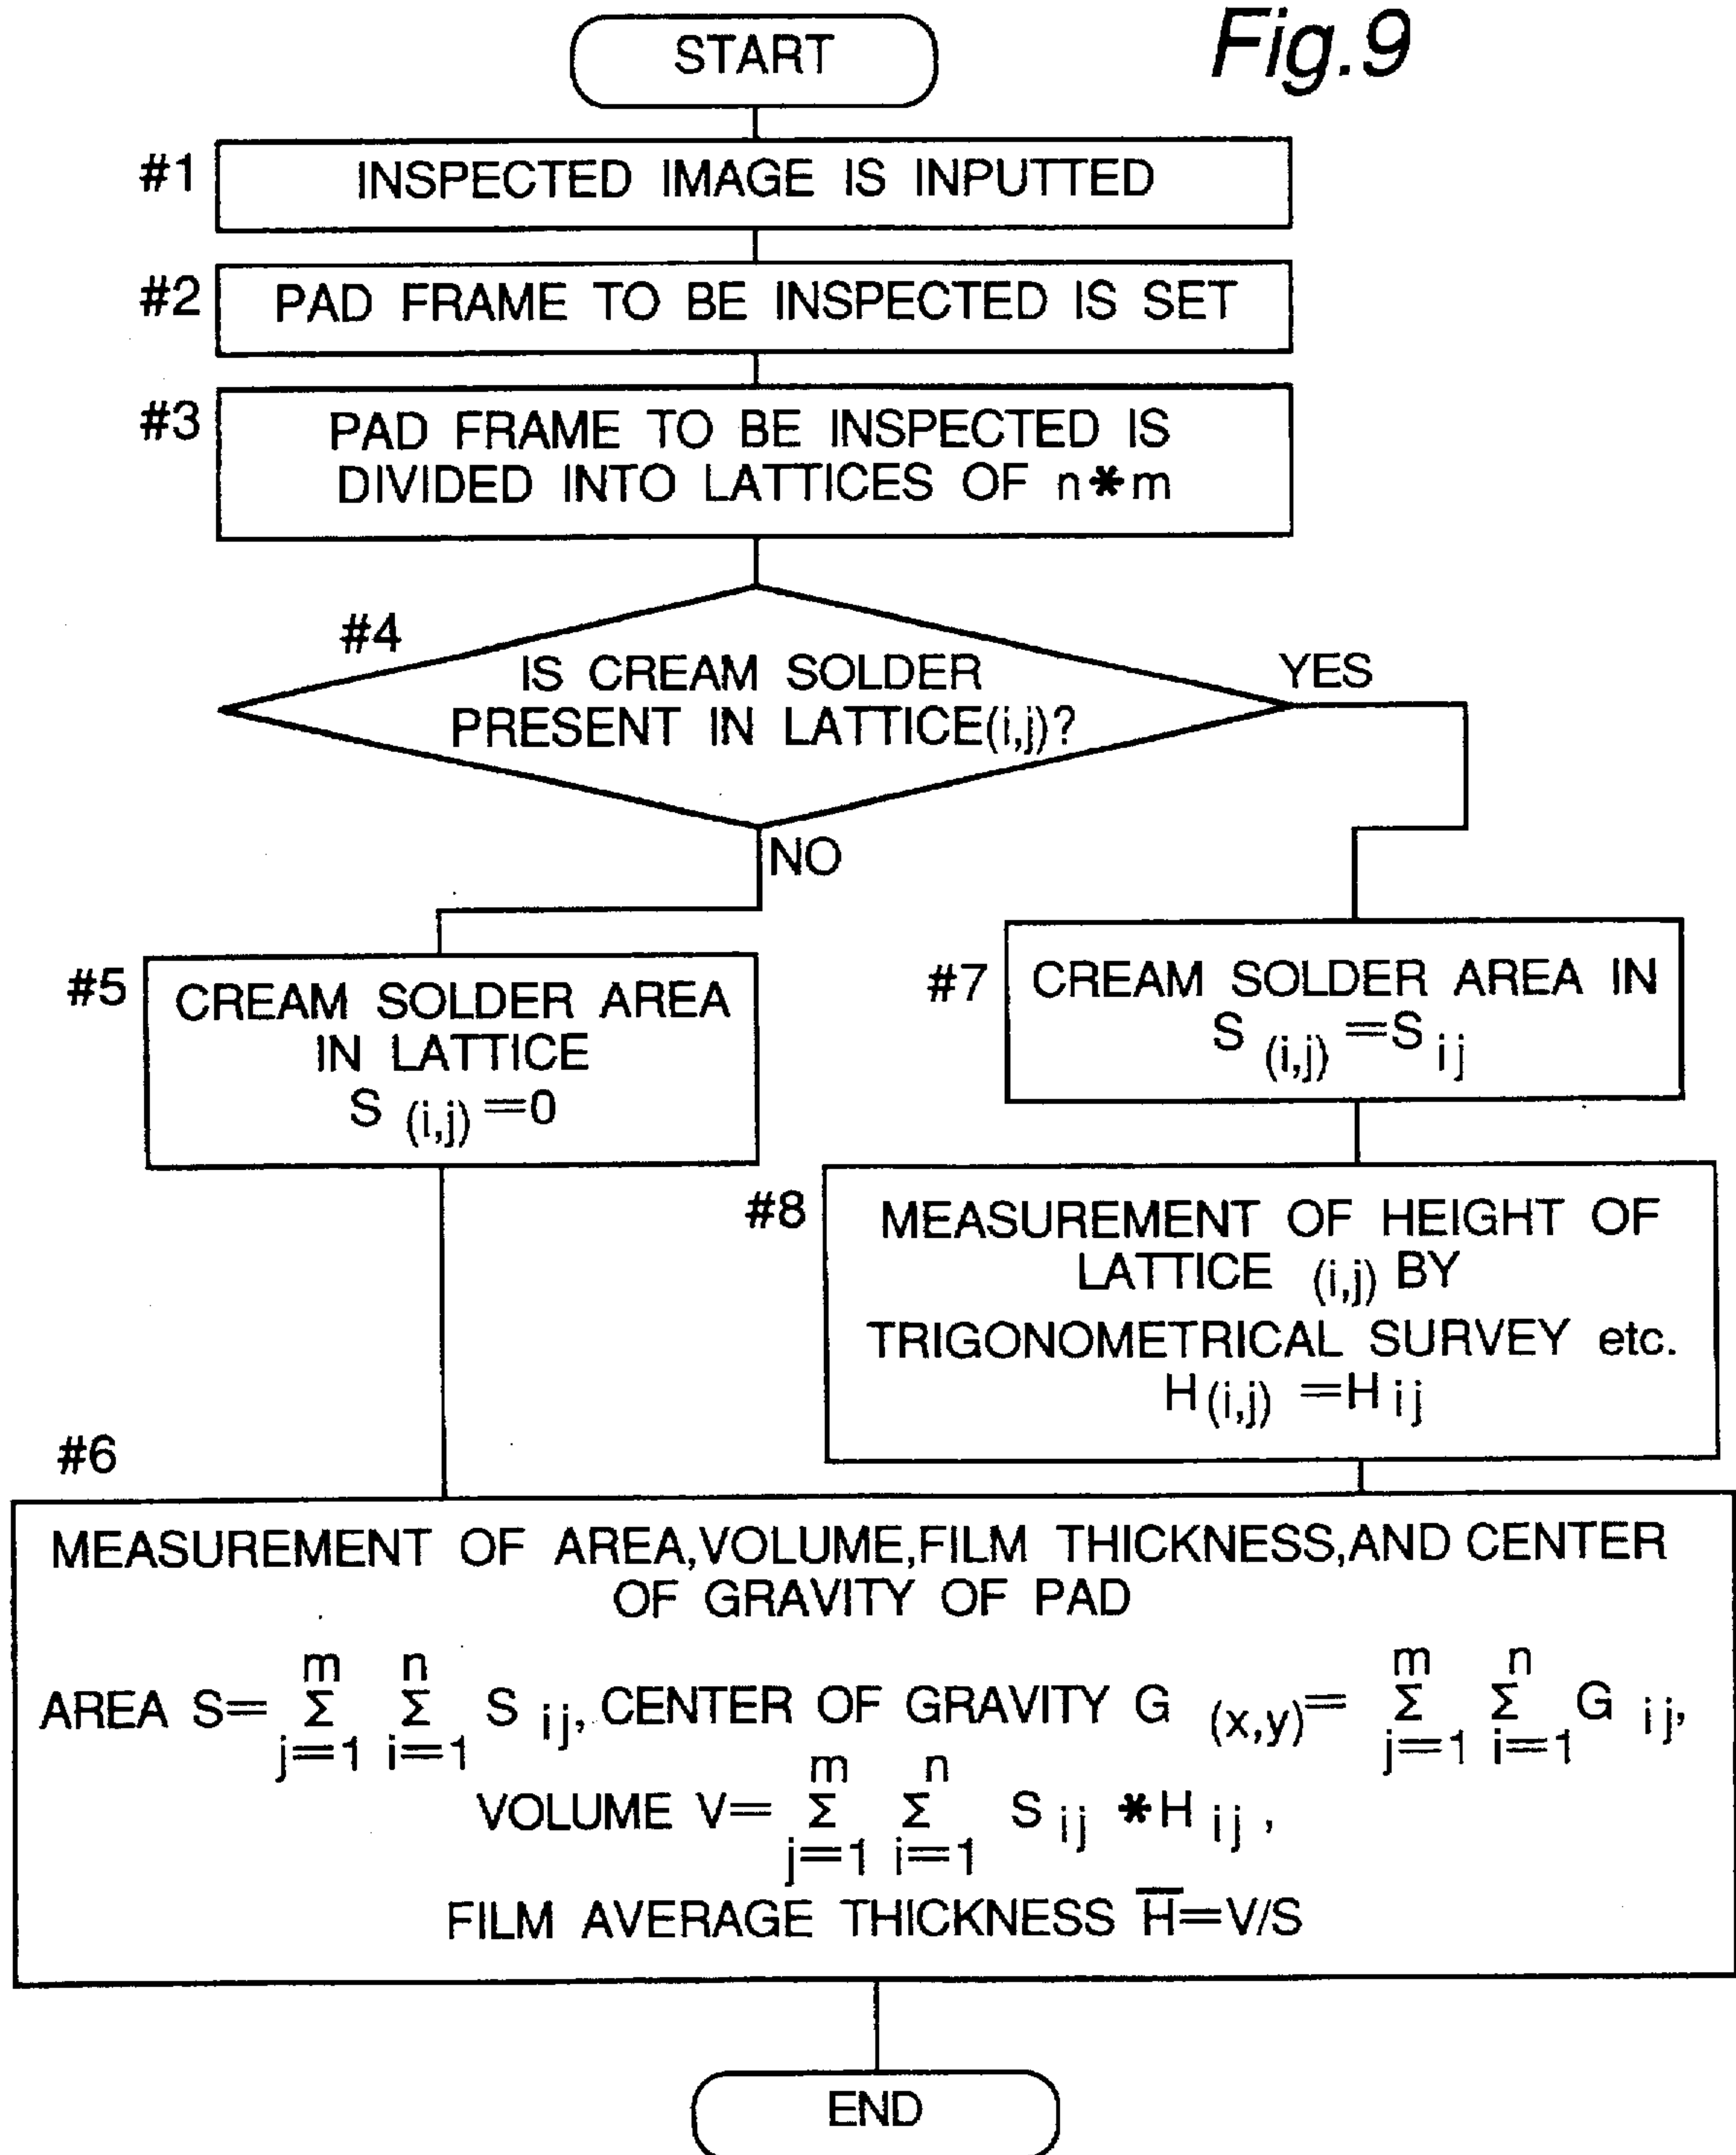 Fig.9
START
#1
INSPECTED IMAGE IS INPUTTED
#2
PAD FRAME TO BE INSPECTED IS SET
#3
PAD FRAME TO BE INSPECTED IS
DIVIDED INTO LATTICES OF n*m
#4
IS CREAM SOLDER
PRESENT IN LATTICE(i,j)?
YES
NO
#5
CREAM SOLDER AREA
IN LATTICE
S (i,j) =0
#7
CREAM SOLDER AREA IN
S (i,j) =S ij
#8
MEASUREMENT OF HEIGHT OF
LATTICE (i,j) BY
TRIGONOMETRICAL SURVEY etc.
H(i,j) =H ij
#6
MEASUREMENT OF AREA,VOLUME,FILM THICKNESS,AND CENTER
OF GRAVITY OF PAD
m n m n
AREA S= Σ Σ S ij, CENTER OF GRAVITY G (x,y)= Σ Σ G ij,
j=1 i=1 j=1 i=1
m n
VOLUME V= Σ Σ S ij *H ij ,
j=1 i=1
FILM AVERAGE THICKNESS H̅=V/S
END